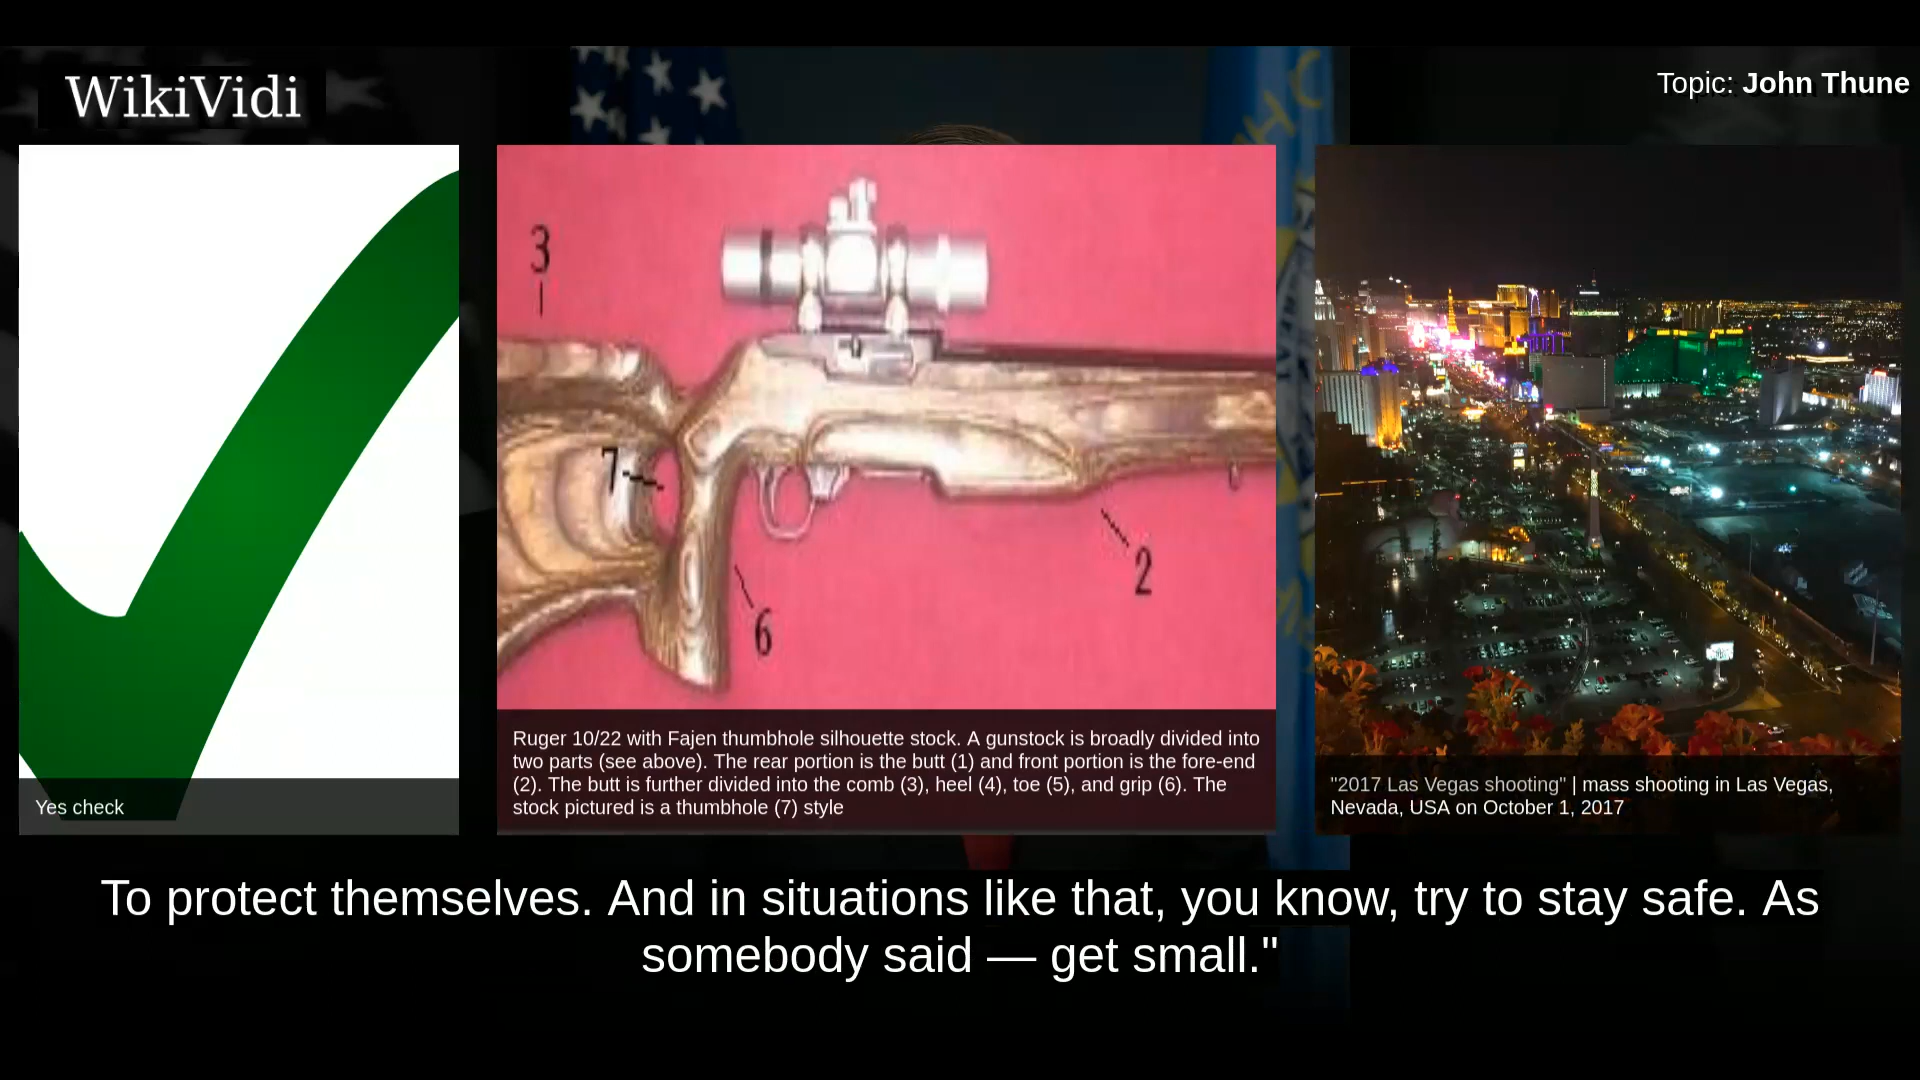 WikiVidi
Topic: John Thune
Yes check
3
7
6
2
Ruger 10/22 with Fajen thumbhole silhouette stock. A gunstock is broadly divided into
two parts (see above). The rear portion is the butt (1) and front portion is the fore-end
(2). The butt is further divided into the comb (3), heel (4), toe (5), and grip (6). The
stock pictured is a thumbhole (7) style
"2017 Las Vegas shooting" | mass shooting in Las Vegas,
Nevada, USA on October 1, 2017
To protect themselves. And in situations like that, you know, try to stay safe. As
somebody said — get small."